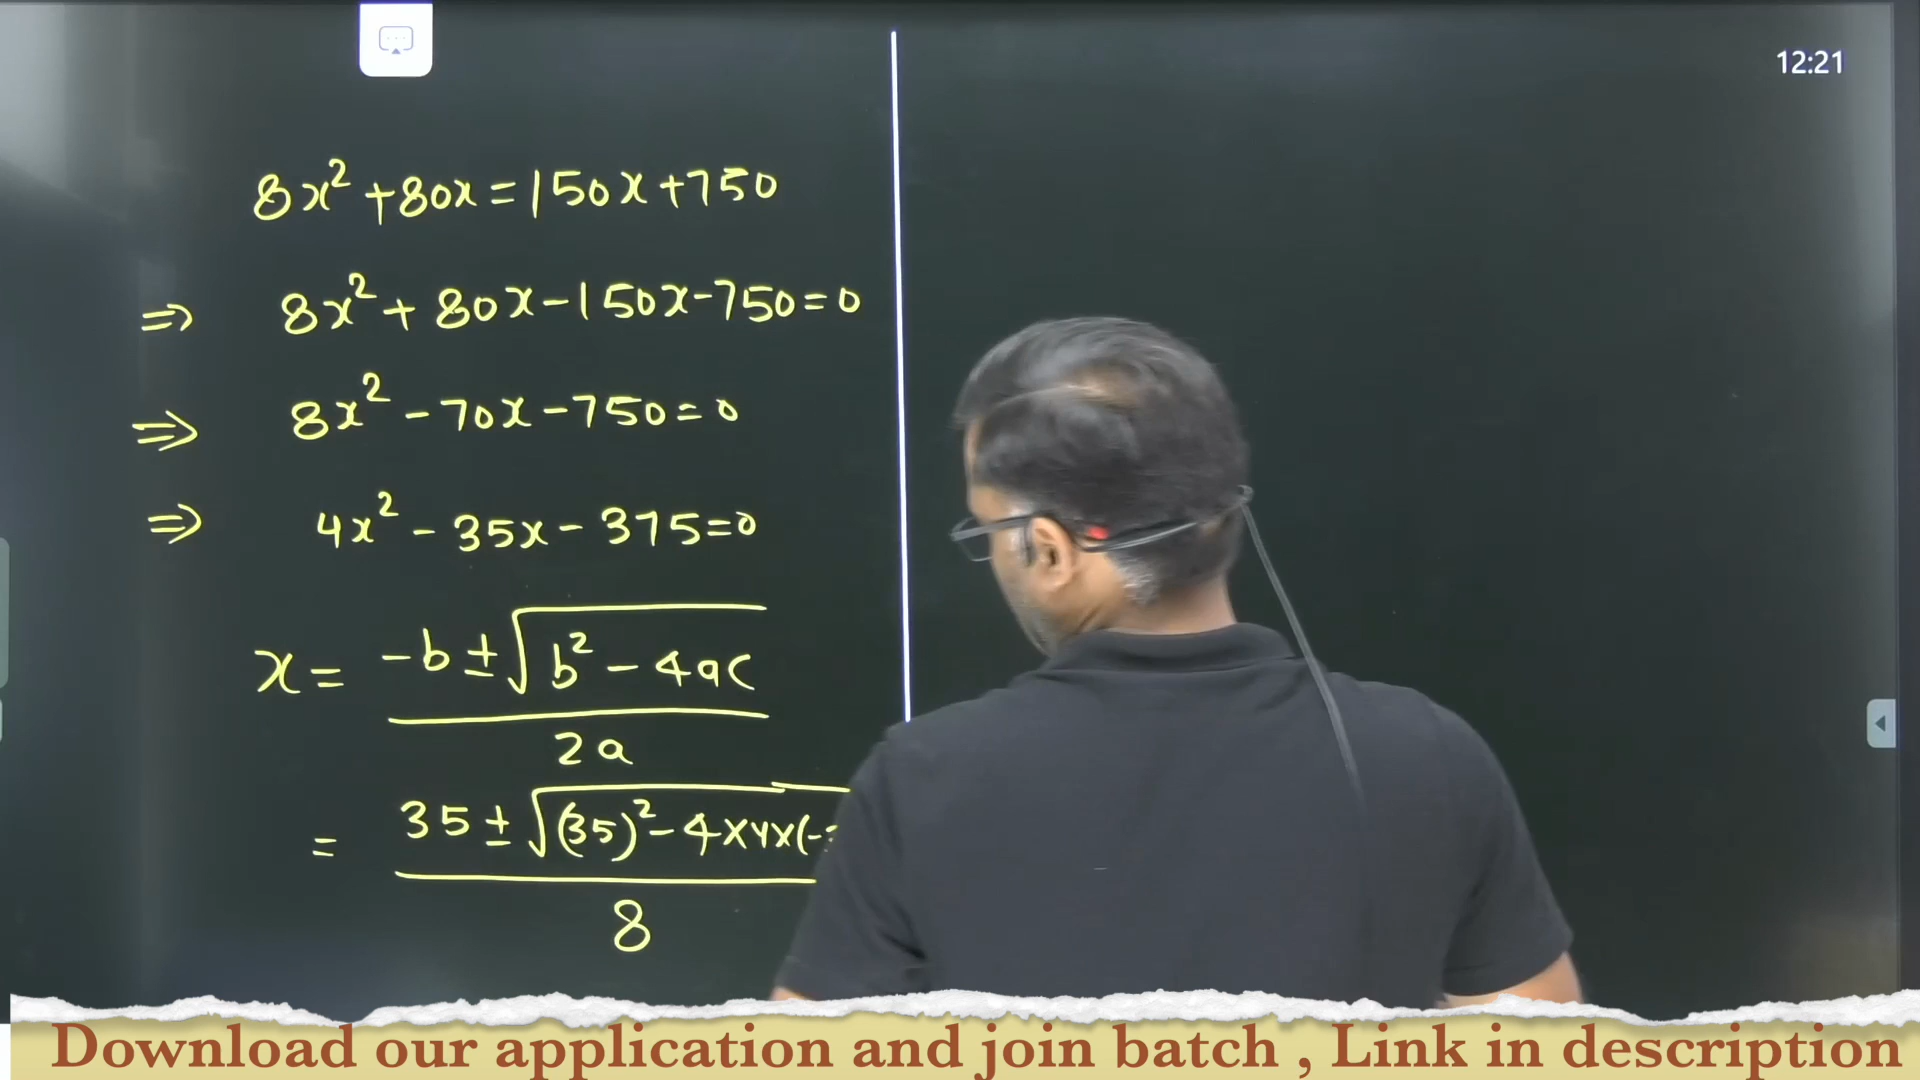 12:21
8x² + 80x = 150x + 750
⇒ 8x² + 80x - 150x - 750 = 0
⇒ 8x² - 70x - 750 = 0
⇒ 4x² - 35x - 375 = 0
x = (-b ± √(b² - 4ac)) / 2a
= (35 ± √((35)² - 4×4×(-
8
Download our application and join batch , Link in description